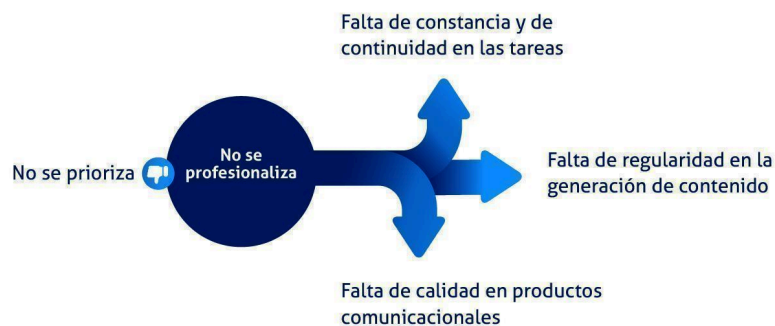 Falta de constancia y de
continuidad en las tareas
No se prioriza
No se
profesionaliza
Falta de regularidad en la
generación de contenido
Falta de calidad en productos
comunicacionales